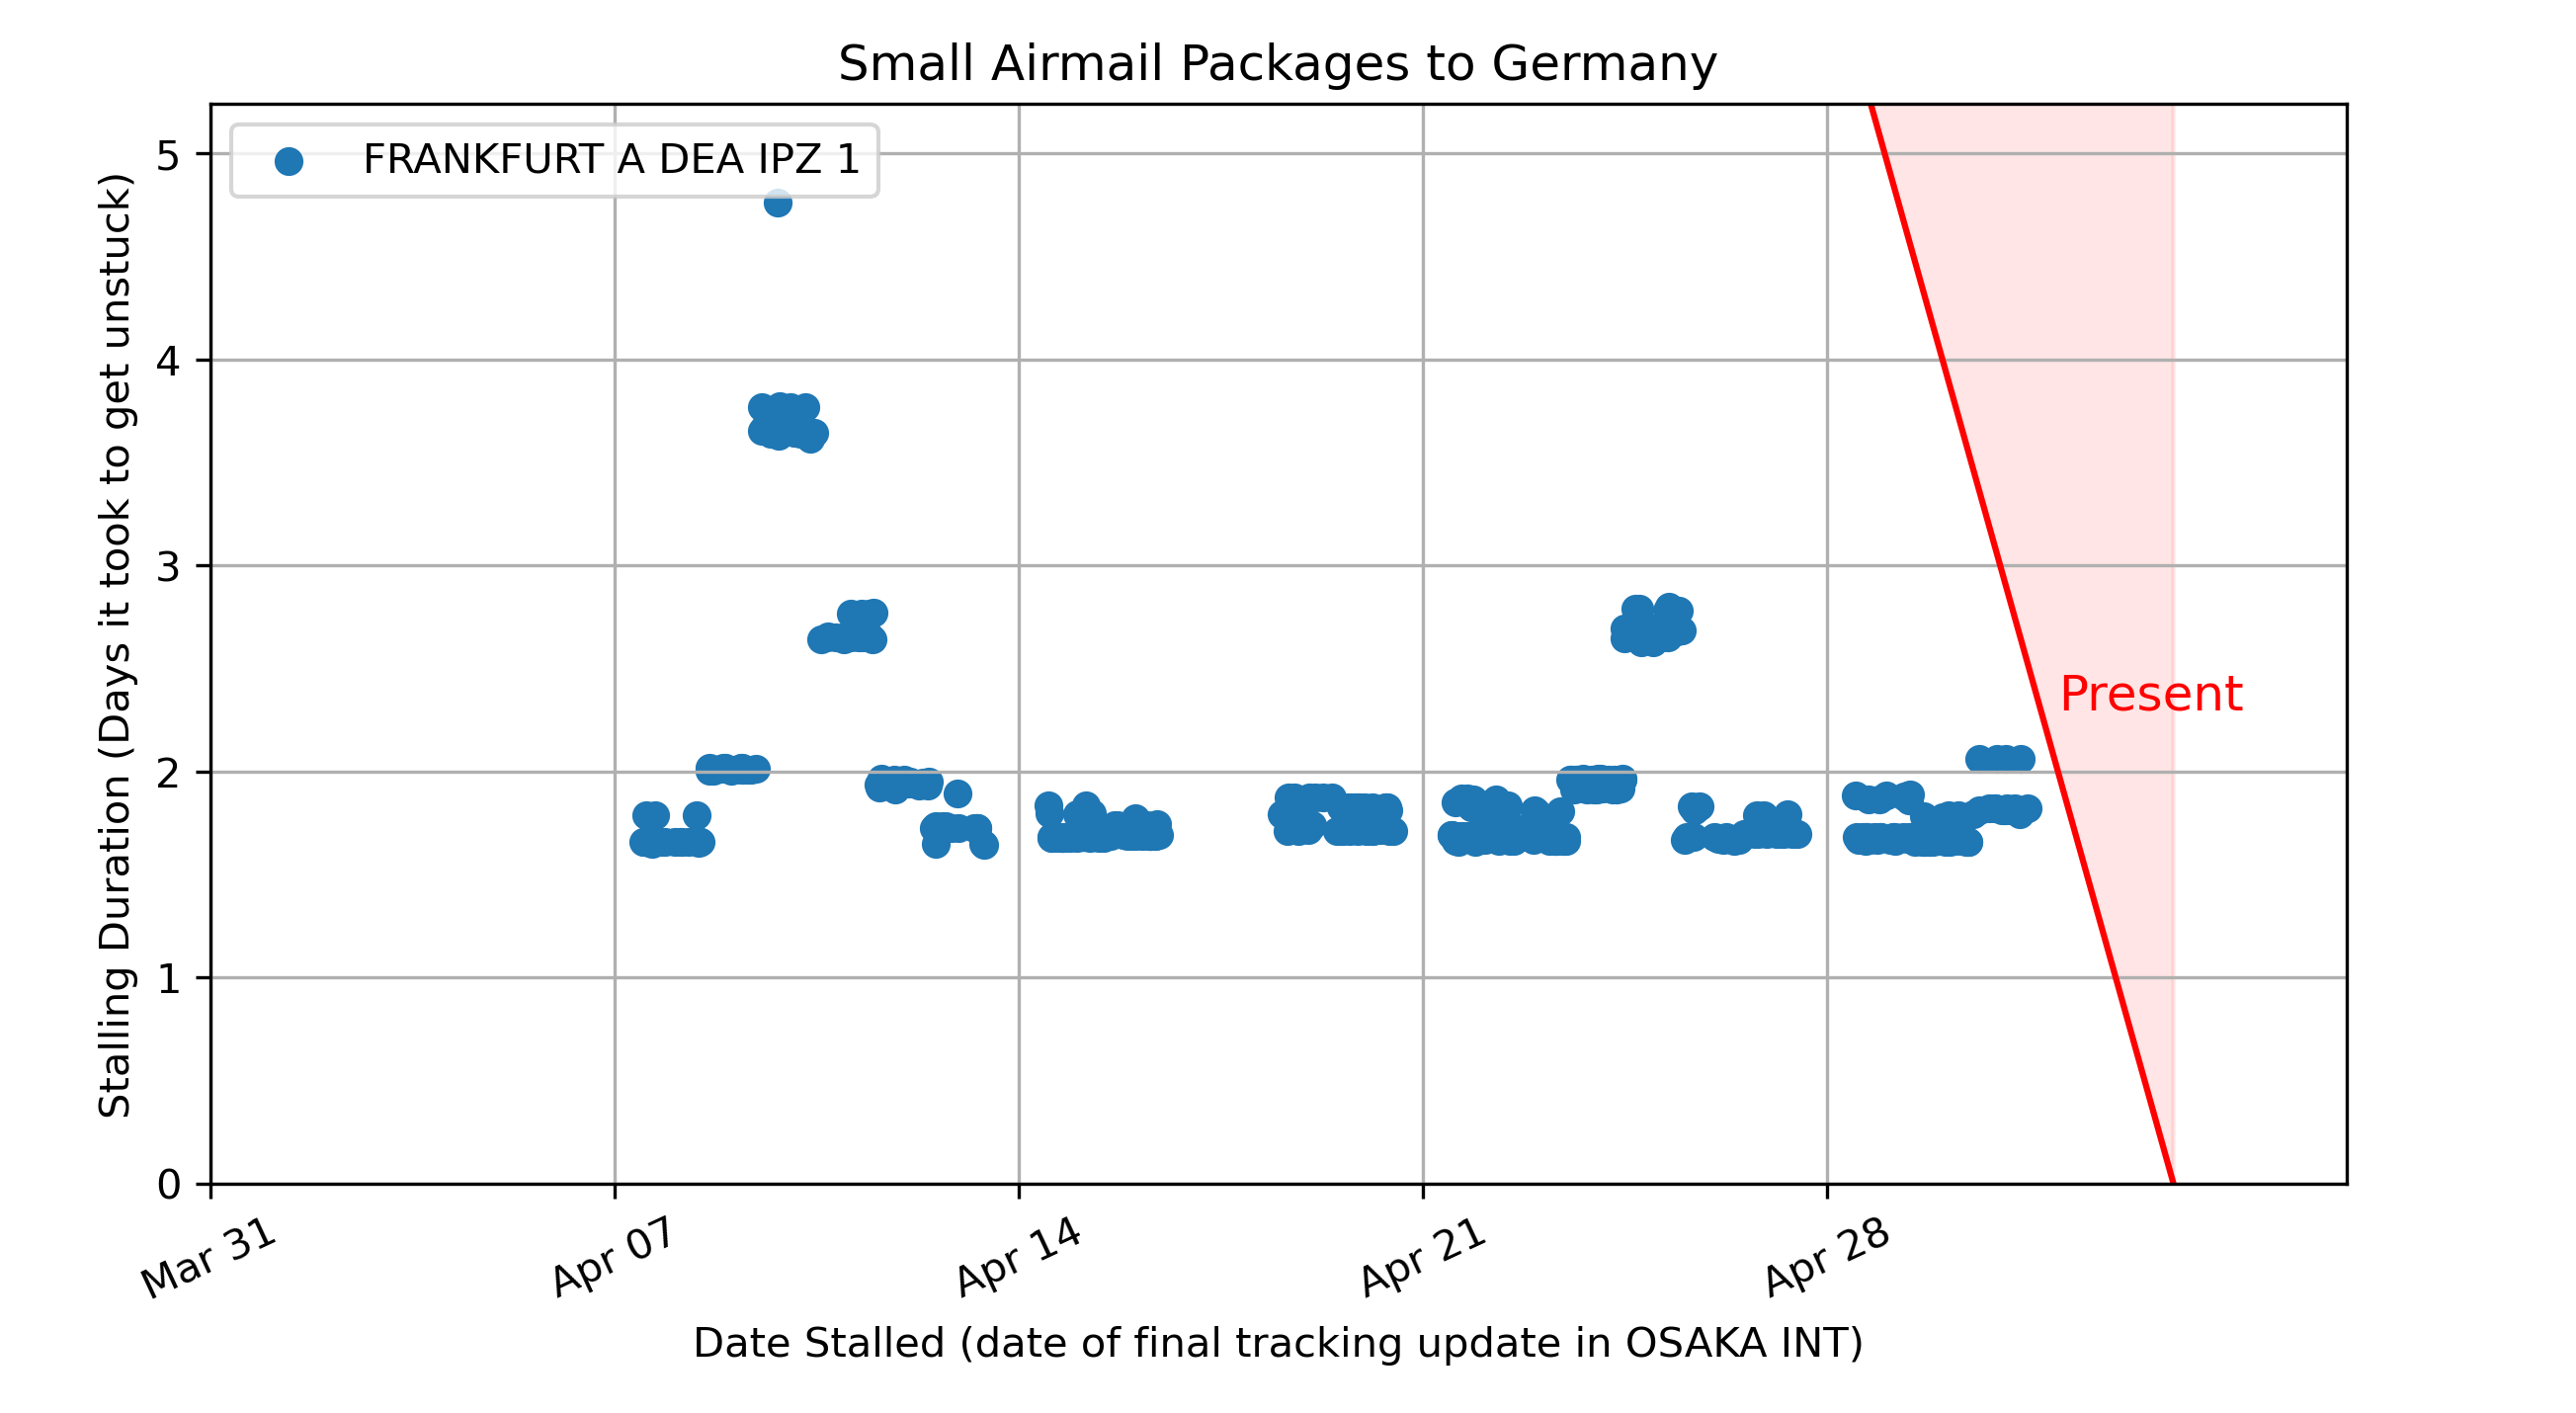 Small Airmail Packages to Germany
FRANKFURT A DEA IPZ 1
Stalling Duration (Days it took to get unstuck)
5
4
3
2
1
0
Present
Mar 31
Apr 07
Apr 14
Apr 21
Apr 28
Date Stalled (date of final tracking update in OSAKA INT)